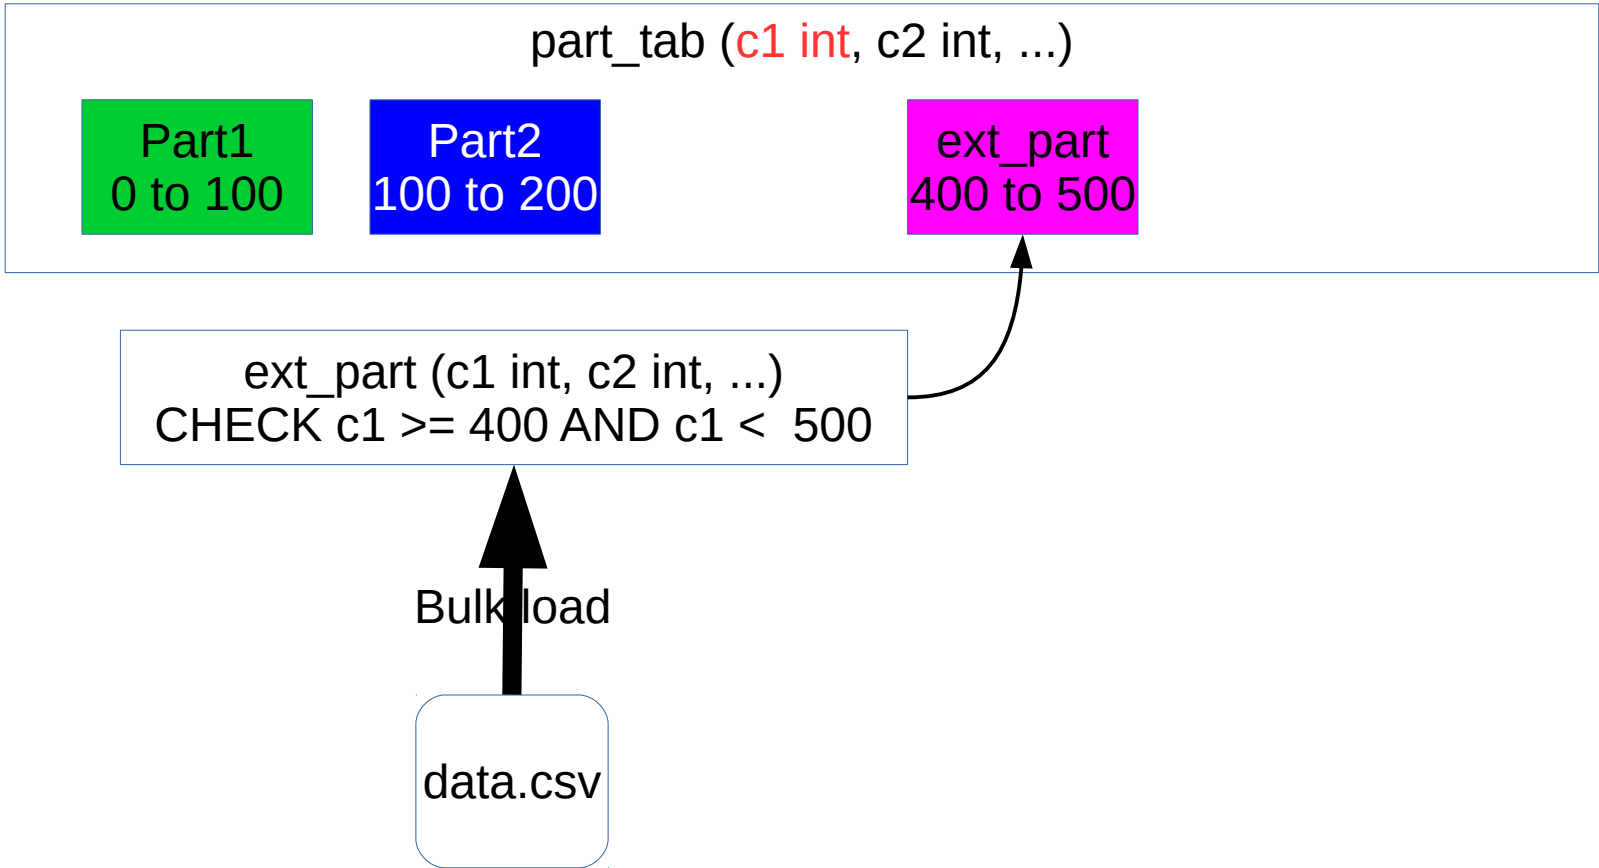 part_tab (c1 int, c2 int, ...)
Part1
0 to 100
Part2
100 to 200
ext_part
400 to 500
ext_part (c1 int, c2 int, ...)
CHECK c1 >= 400 AND c1 <  500
Bulk load
data.csv